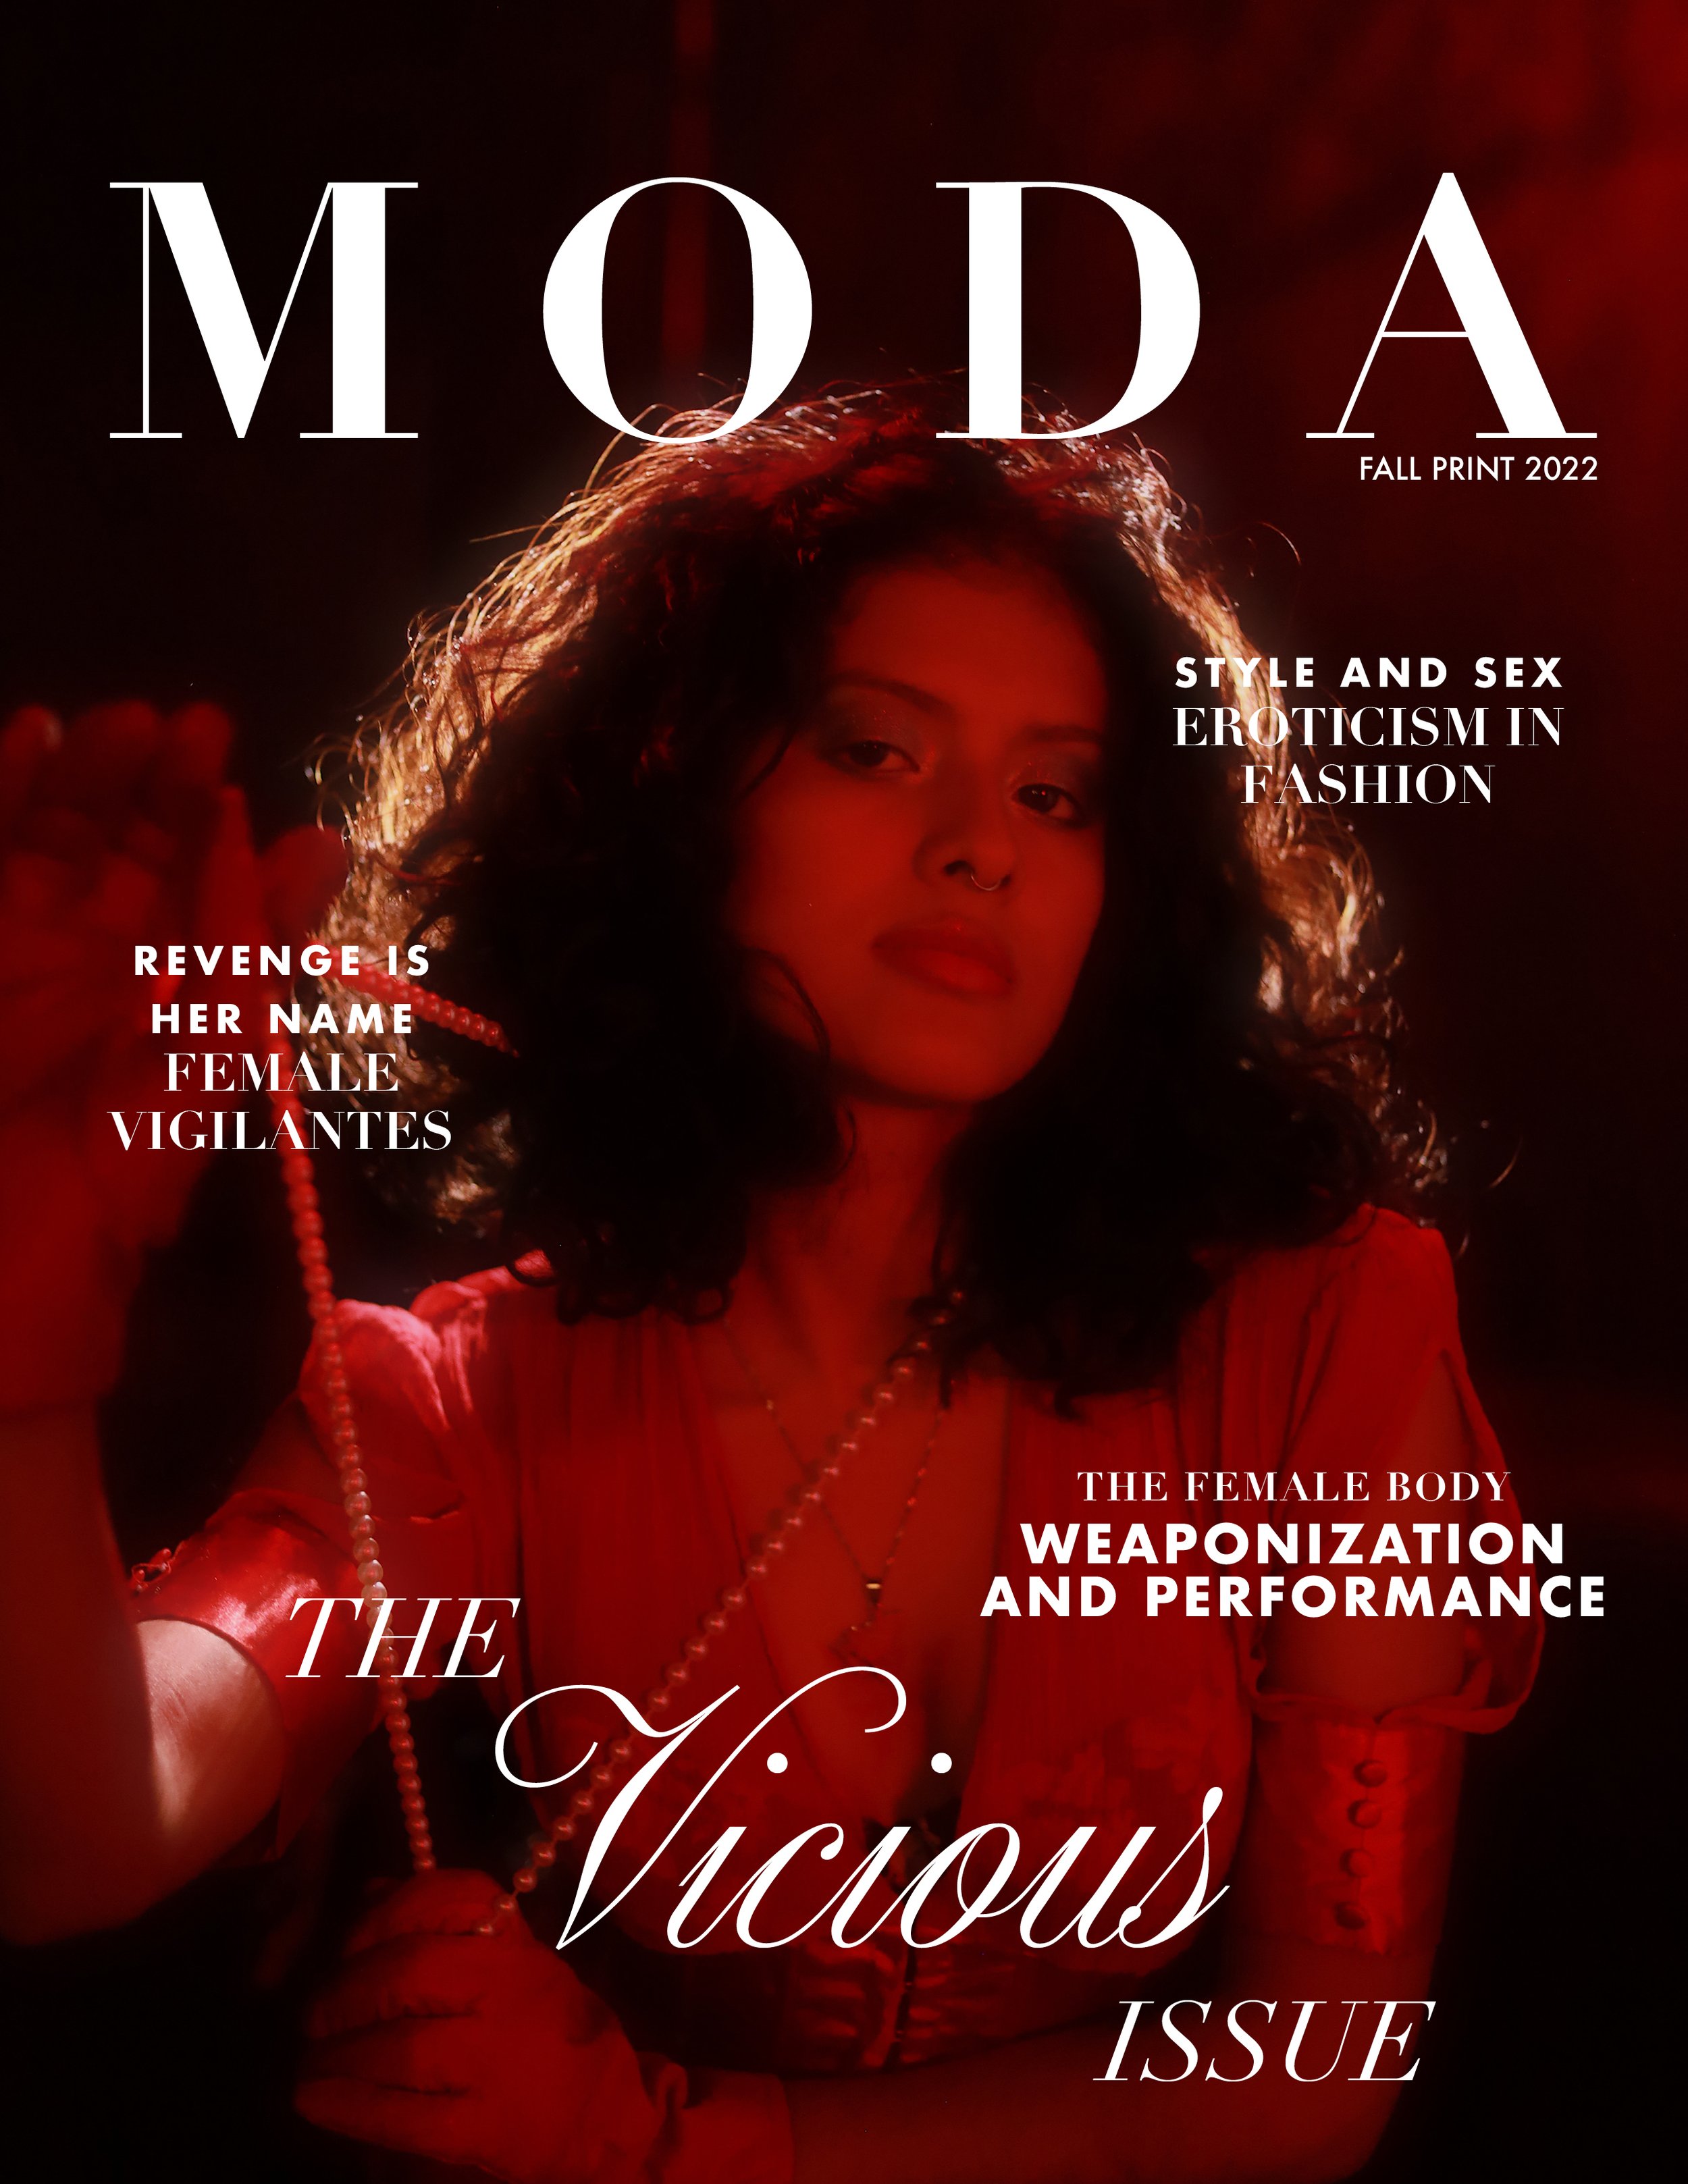 MODA
FALL PRINT 2022
STYLE AND SEX
EROTICISM IN
FASHION
REVENGE IS
HER NAME
FEMALE
VIGILANTES
THE FEMALE BODY
WEAPONIZATION
AND PERFORMANCE
THE
Vicious
ISSUE